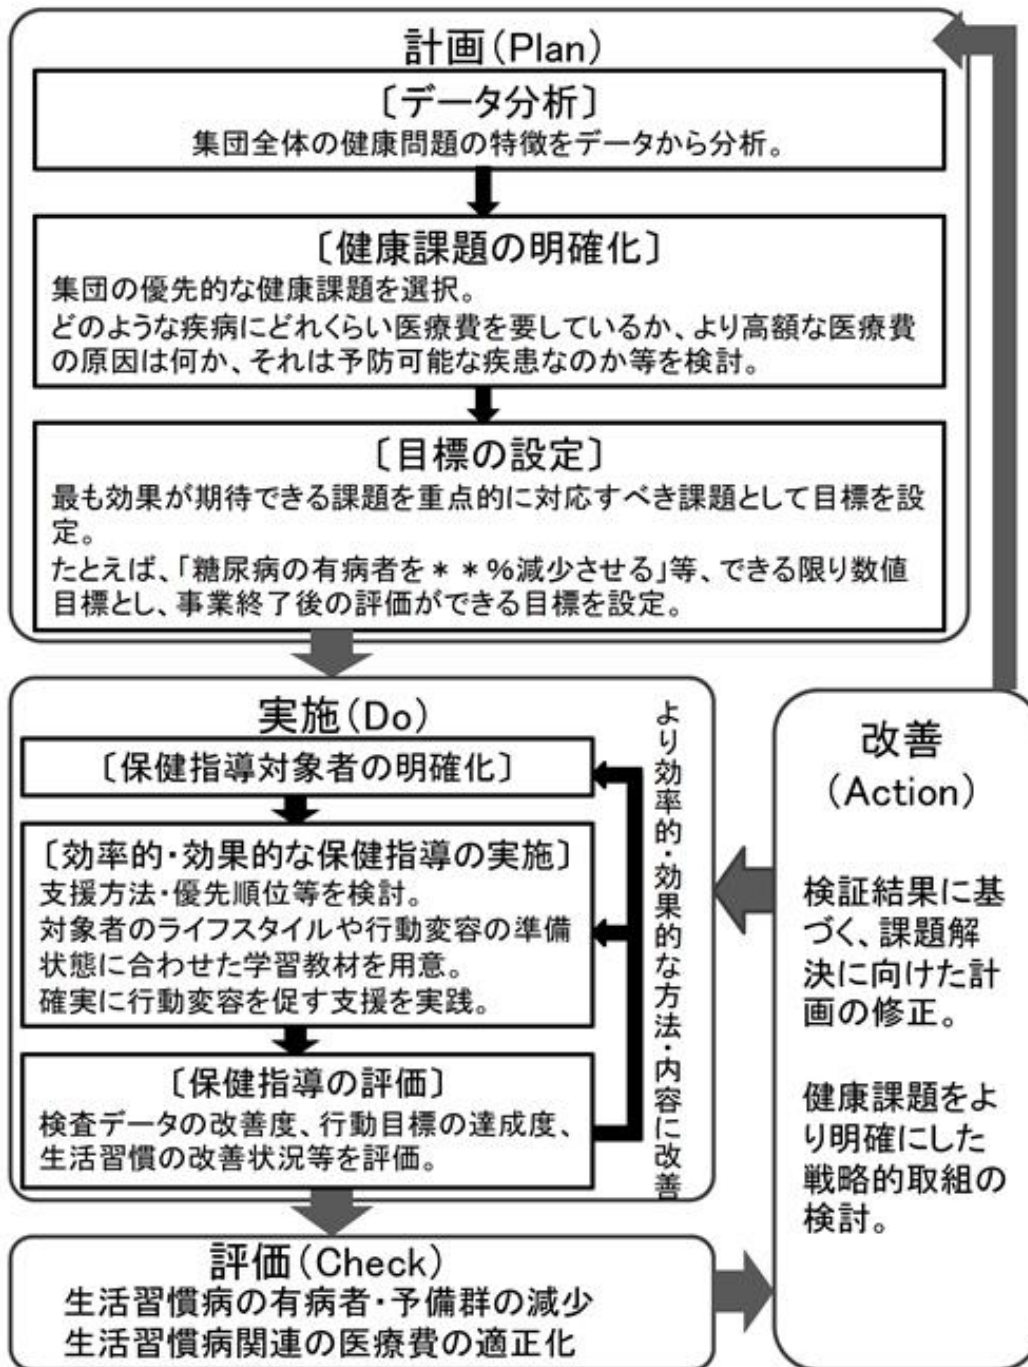 計画(Plan)
〔データ分析〕
集団全体の健康問題の特徴をデータから分析。
〔健康課題の明確化〕
集団の優先的な健康課題を選択。
どのような疾病にどれくらい医療費を要しているか、より高額な医療費
の原因は何か、それは予防可能な疾患なのか等を検討。
〔目標の設定〕
最も効果が期待できる課題を重点的に対応すべき課題として目標を設
定。
たとえば、「糖尿病の有病者を＊＊％減少させる」等、できる限り数値
目標とし、事業終了後の評価ができる目標を設定。
実施(Do)
〔保健指導対象者の明確化〕
〔効率的・効果的な保健指導の実施〕
支援方法・優先順位等を検討。
対象者のライフスタイルや行動変容の準備
状態に合わせた学習教材を用意。
確実に行動変容を促す支援を実践。
〔保健指導の評価〕
検査データの改善度、行動目標の達成度、
生活習慣の改善状況等を評価。
より効率的・効果的な方法・内容に改善
評価(Check)
生活習慣病の有病者・予備群の減少
生活習慣病関連の医療費の適正化
改善
(Action)
検証結果に基
づく、課題解
決に向けた計
画の修正。
健康課題をよ
り明確にした
戦略的取組の
検討。